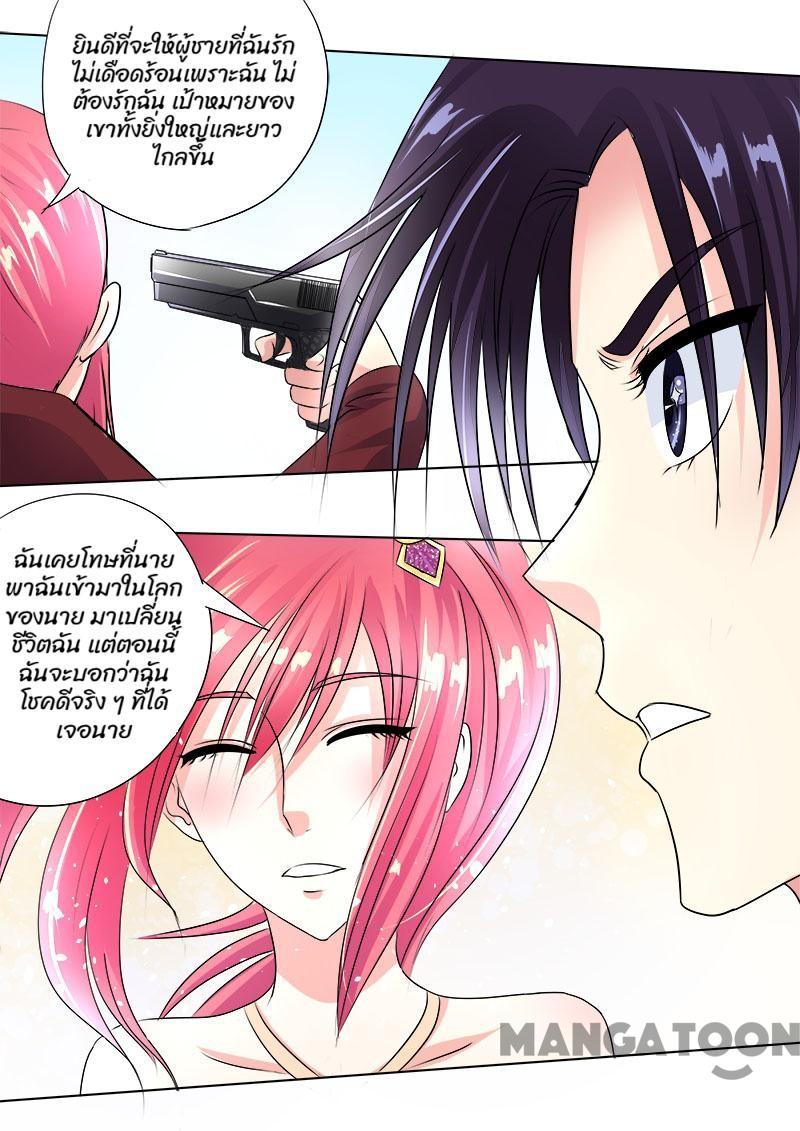 ยินดีที่จะให้ผู้ชายที่ฉันรัก
ไม่เดือดร้อนเพราะฉัน ไม่
ต้องรักฉัน เป้าหมายของ
เขาทั้งยิ่งใหญ่และยาว
ไกลขึ้น
ฉันเคยโทษที่นาย
พาฉันเข้ามาในโลก
ของนาย มาเปลี่ยน
ชีวิตฉัน แต่ตอนนี้
ฉันจะบอกว่าฉัน
โชคดีจริง ๆ ที่ได้
เจอนาย
MANGATOON